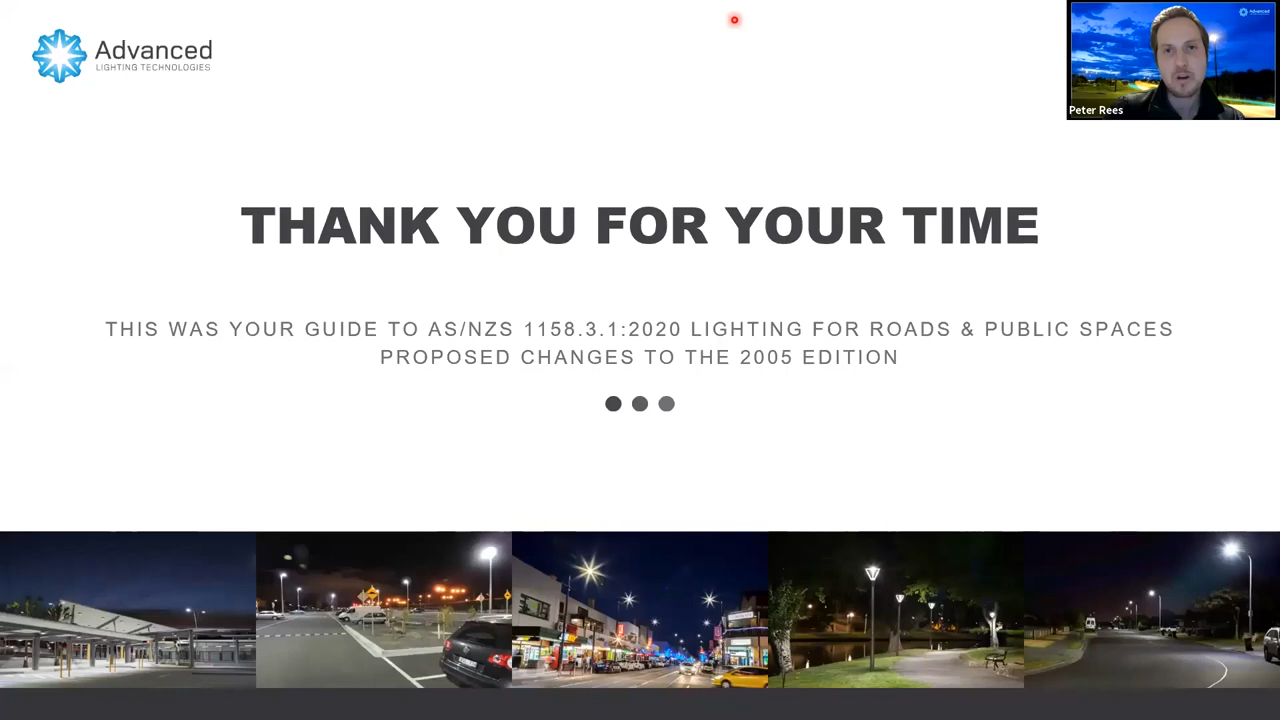 Advanced
LIGHTING TECHNOLOGIES
Advanced
Peter Rees
THANK YOU FOR YOUR TIME
THIS WAS YOUR GUIDE TO AS/NZS 1158.3.1:2020 LIGHTING FOR ROADS & PUBLIC SPACES
PROPOSED CHANGES TO THE 2005 EDITION